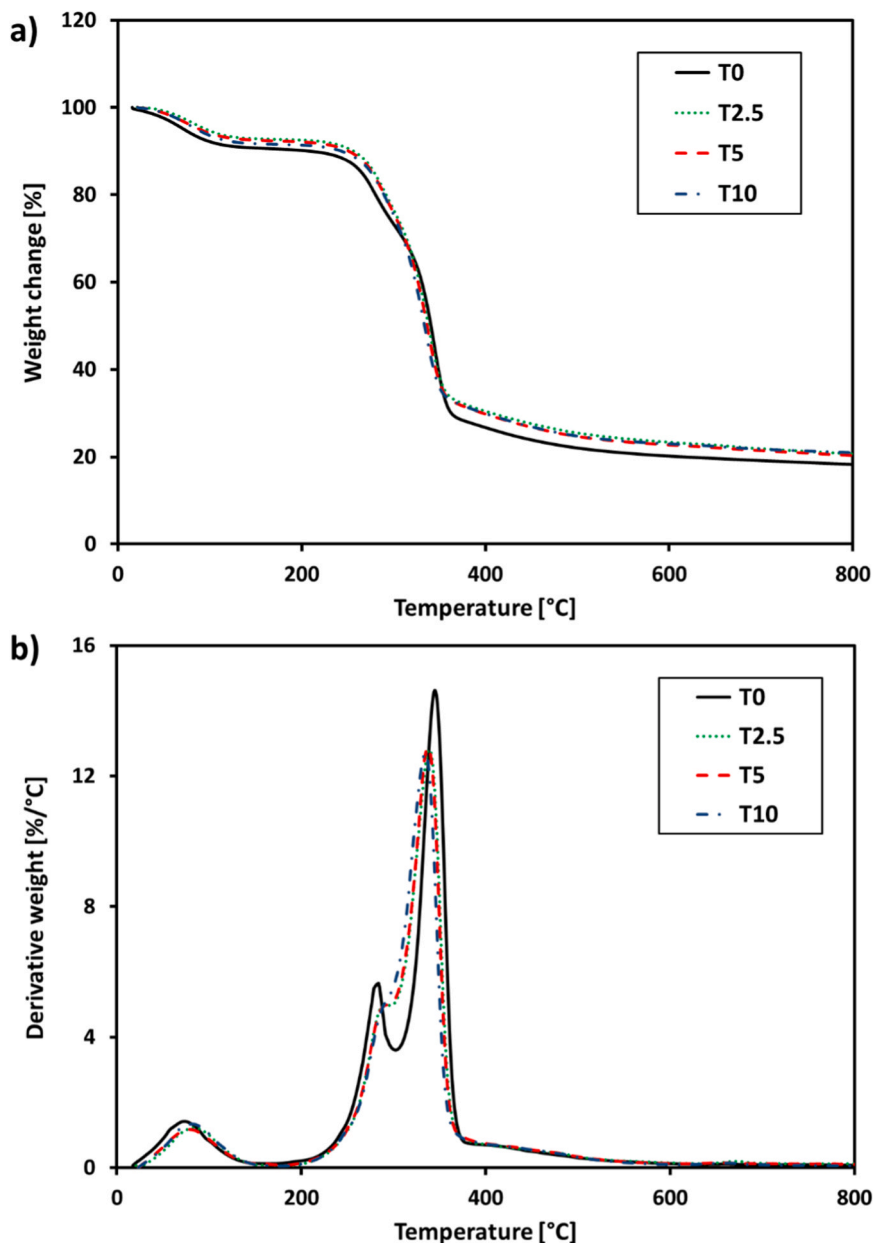 a)
120
100
80
60
40
20
0
Weight change [%]
T0
T2.5
T5
T10
0 200 400 600 800
Temperature [°C]
b)
16
12
8
4
0
Derivative weight [%/°C]
T0
T2.5
T5
T10
0 200 400 600 800
Temperature [°C]